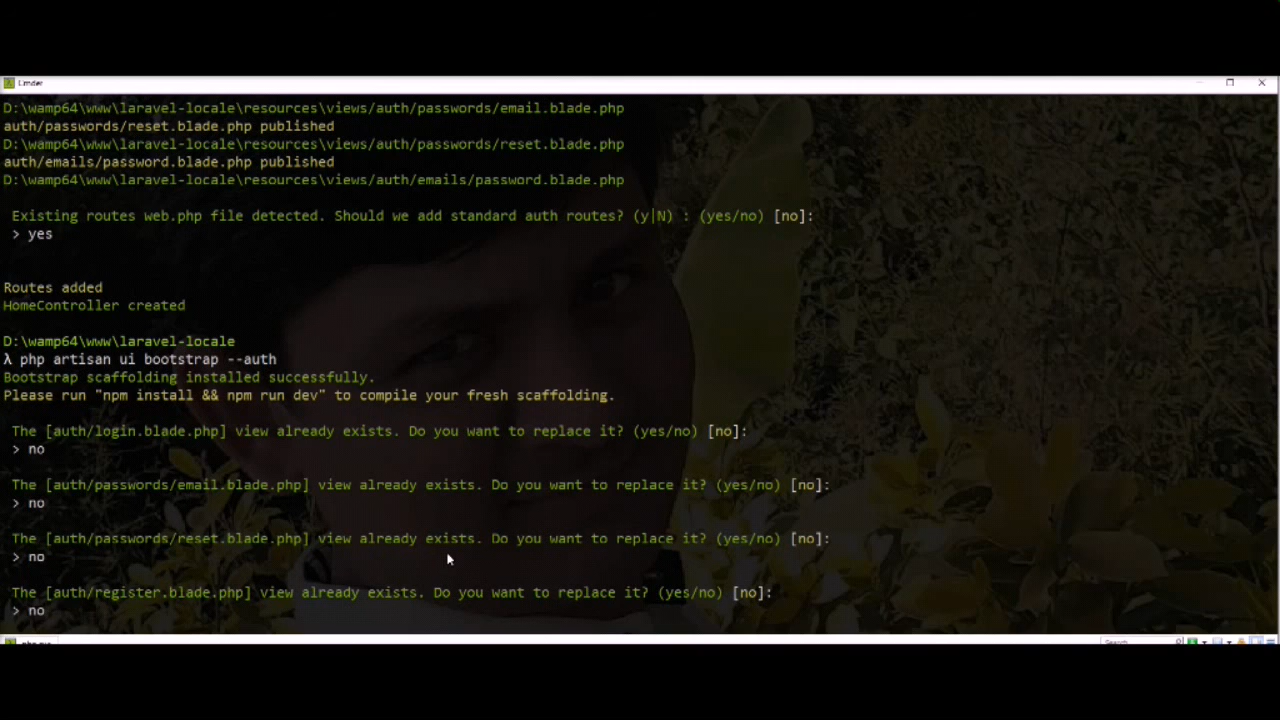 Cmder
D:\wamp64\www\laravel-locale\resources\views/auth/passwords/email.blade.php
auth/passwords/reset.blade.php published
D:\wamp64\www\laravel-locale\resources\views/auth/passwords/reset.blade.php
auth/emails/password.blade.php published
D:\wamp64\www\laravel-locale\resources\views/auth/emails/password.blade.php
Existing routes web.php file detected. Should we add standard auth routes? (y|N) : (yes/no) [no]:
> yes
Routes added
HomeController created
D:\wamp64\www\laravel-locale
λ php artisan ui bootstrap --auth
Bootstrap scaffolding installed successfully.
Please run "npm install && npm run dev" to compile your fresh scaffolding.
The [auth/login.blade.php] view already exists. Do you want to replace it? (yes/no) [no]:
> no
The [auth/passwords/email.blade.php] view already exists. Do you want to replace it? (yes/no) [no]:
> no
The [auth/passwords/reset.blade.php] view already exists. Do you want to replace it? (yes/no) [no]:
> no
The [auth/register.blade.php] view already exists. Do you want to replace it? (yes/no) [no]:
> no
Search